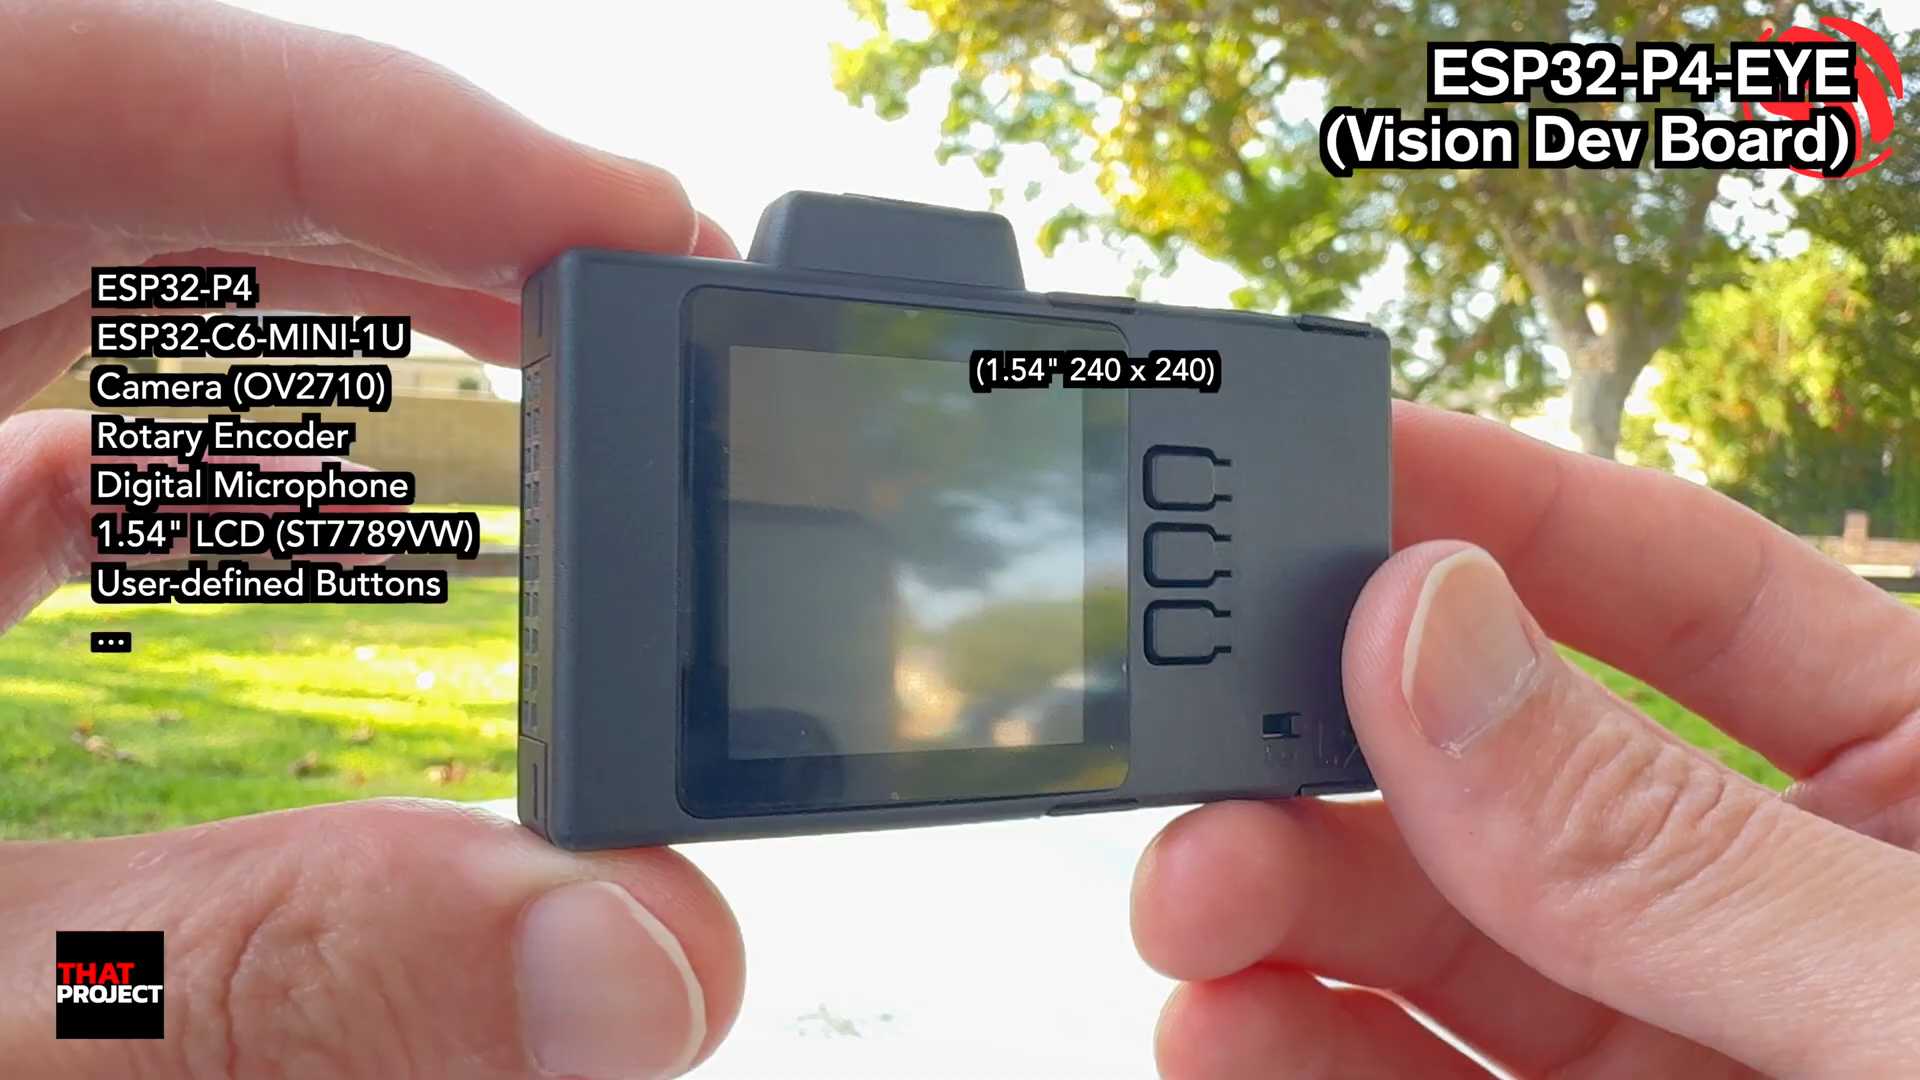 ESP32-P4-EYE
(Vision Dev Board)
ESP32-P4
ESP32-C6-MINI-1U
Camera (OV2710)
Rotary Encoder
Digital Microphone
1.54" LCD (ST7789VW)
User-defined Buttons
...
(1.54" 240 x 240)
THAT
PROJECT